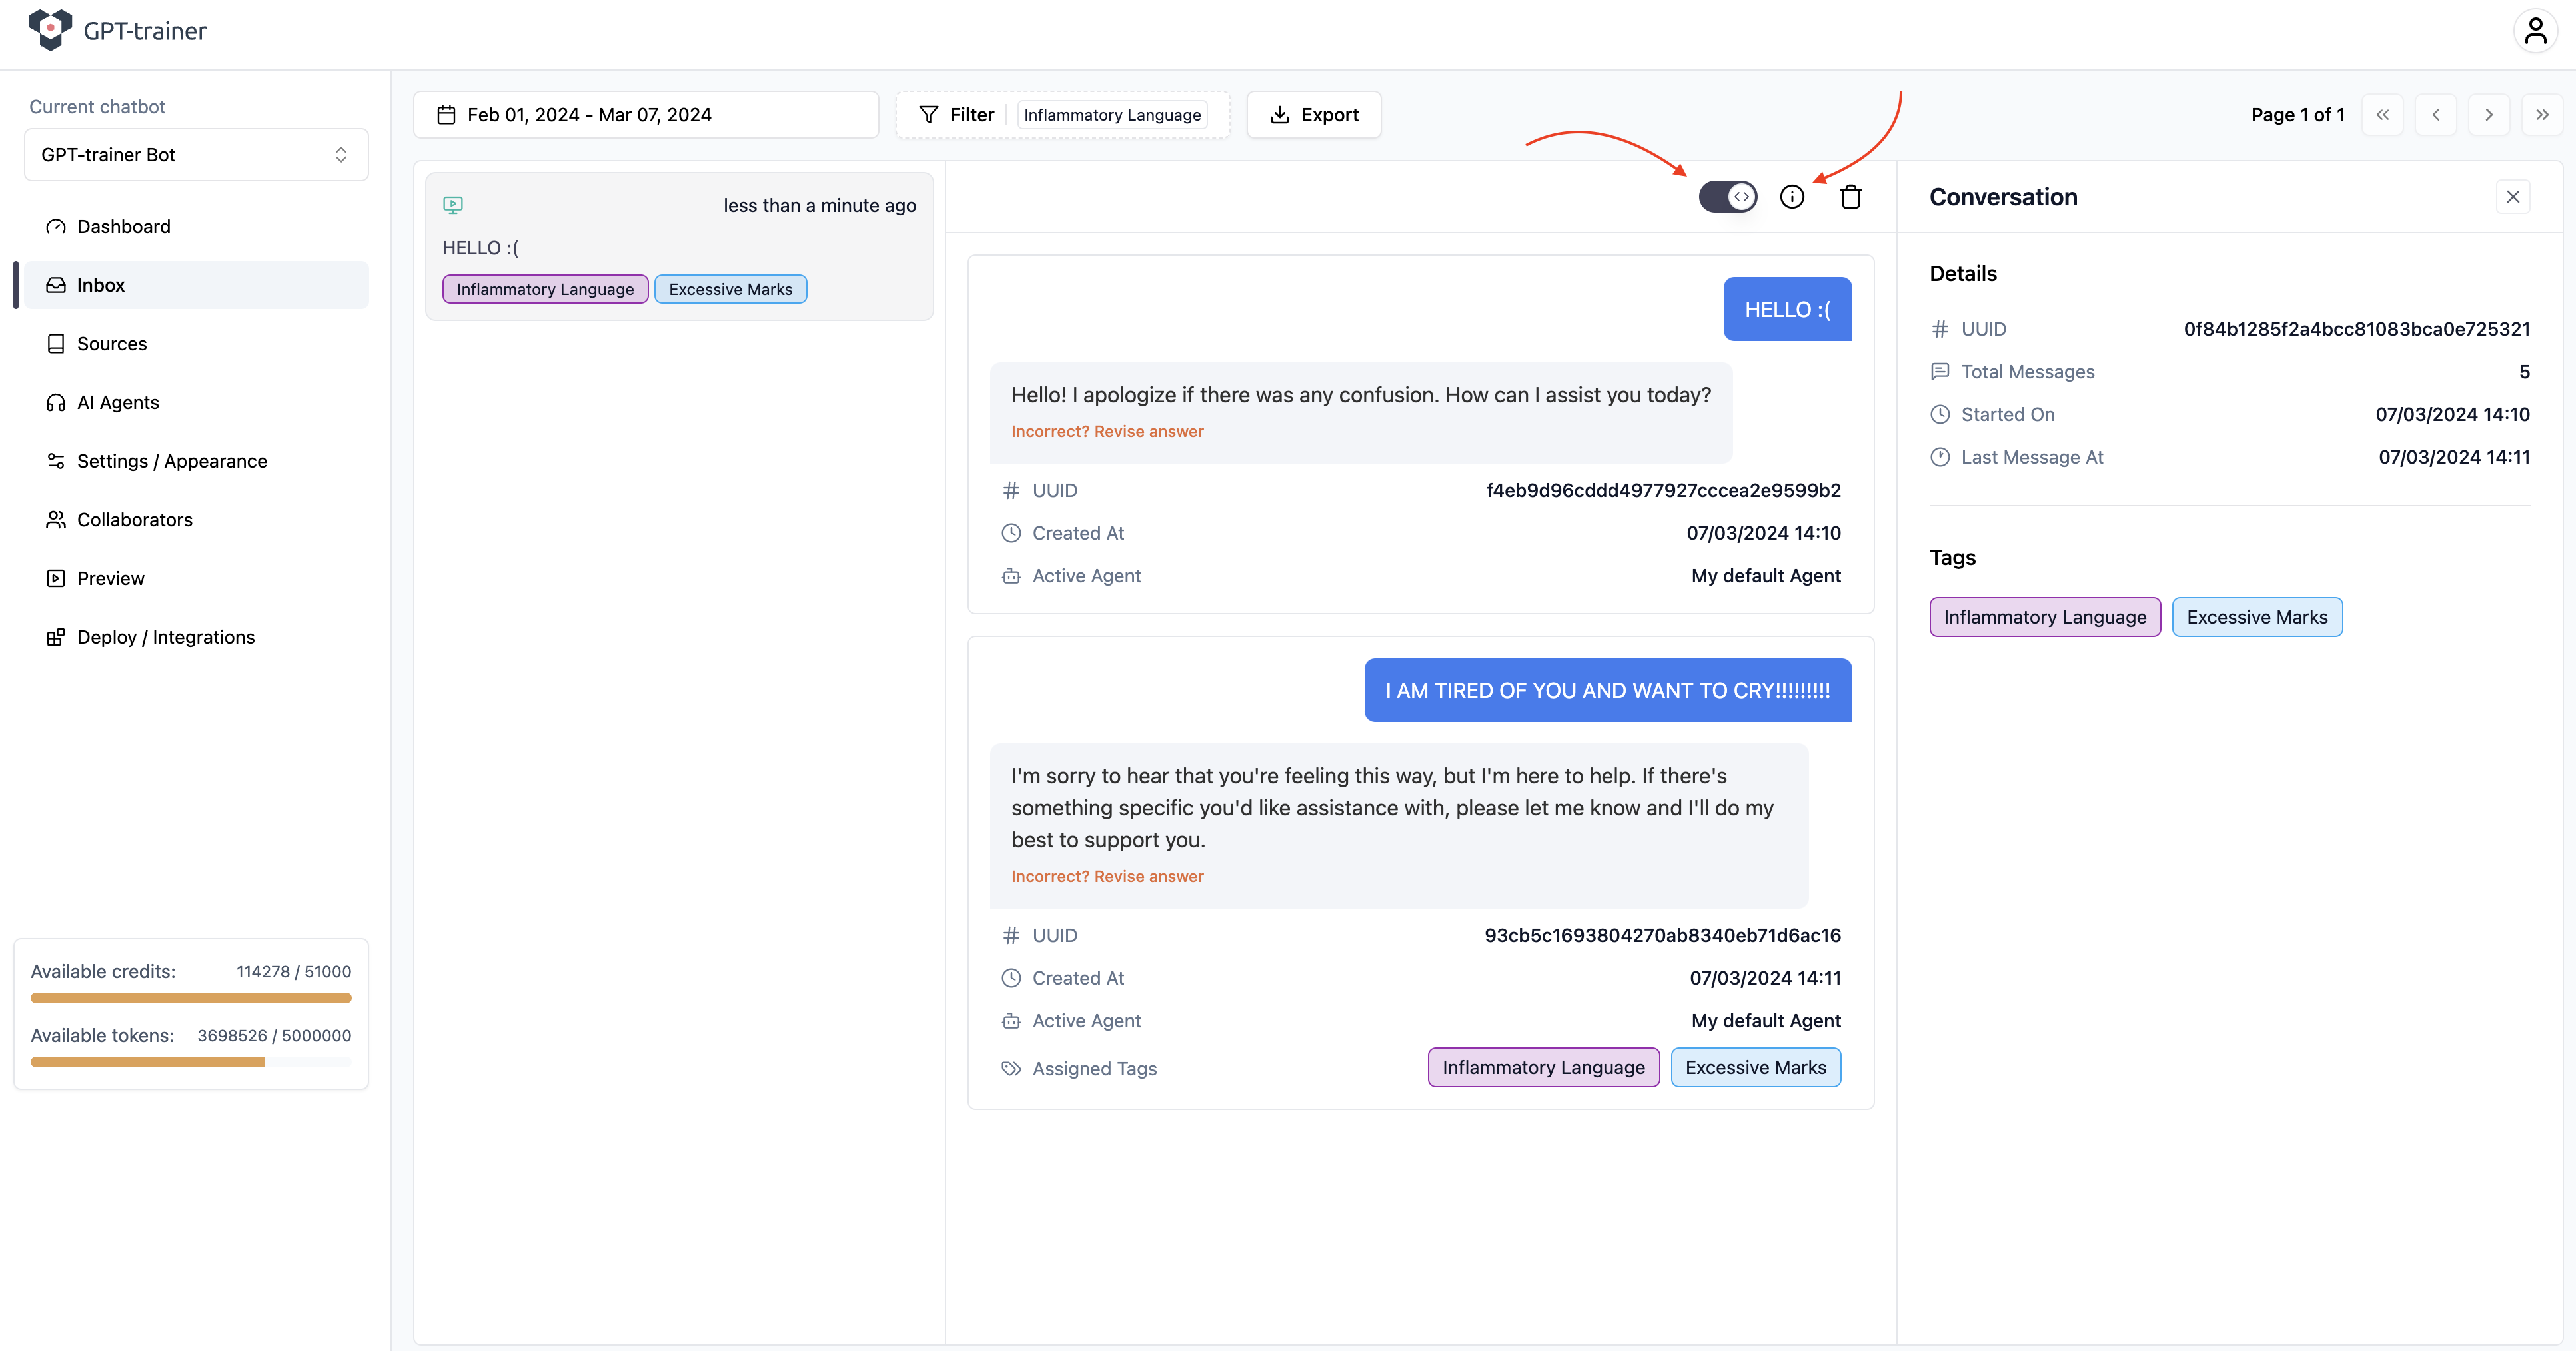 GPT-trainer
Current chatbot
GPT-trainer Bot
Dashboard
Inbox
Sources
AI Agents
Settings / Appearance
Collaborators
Preview
Deploy / Integrations
Available credits: 114278 / 51000
Available tokens: 3698526 / 5000000
Feb 01, 2024 - Mar 07, 2024
Filter Inflammatory Language
Export
Page 1 of 1
less than a minute ago
HELLO :(
Inflammatory Language Excessive Marks
HELLO :(
Hello! I apologize if there was any confusion. How can I assist you today?
Incorrect? Revise answer
UUID f4eb9d96cddd4977927cccea2e9599b2
Created At 07/03/2024 14:10
Active Agent My default Agent
I AM TIRED OF YOU AND WANT TO CRY!!!!!!!!!
I'm sorry to hear that you're feeling this way, but I'm here to help. If there's
something specific you'd like assistance with, please let me know and I'll do my
best to support you.
Incorrect? Revise answer
UUID 93cb5c1693804270ab8340eb71d6ac16
Created At 07/03/2024 14:11
Active Agent My default Agent
Assigned Tags Inflammatory Language Excessive Marks
Conversation
Details
UUID 0f84b1285f2a4bcc81083bca0e725321
Total Messages 5
Started On 07/03/2024 14:10
Last Message At 07/03/2024 14:11
Tags
Inflammatory Language Excessive Marks